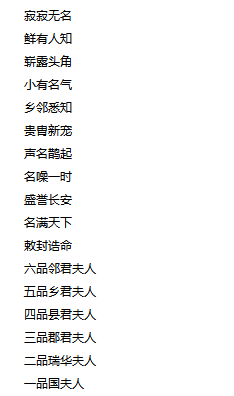 寂寂无名
鲜有人知
崭露头角
小有名气
乡邻悉知
贵胄新宠
声名鹊起
名噪一时
盛誉长安
名满天下
敕封诰命
六品邻君夫人
五品乡君夫人
四品县君夫人
三品郡君夫人
二品瑞华夫人
一品国夫人